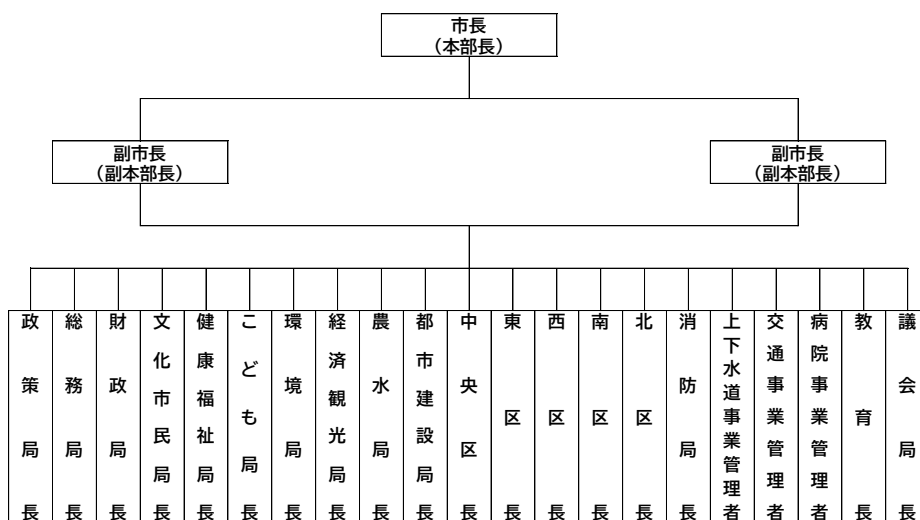 市長
（本部長）
副市長
（副本部長）
副市長
（副本部長）
政策局長
総務局長
財政局長
文化市民局長
健康福祉局長
こども局長
環境局長
経済観光局長
農水局長
都市建設局長
中央区長
東区長
西区長
南区長
北区長
消防局長
上下水道事業管理者
交通事業管理者
病院事業管理者
教育長
議会局長